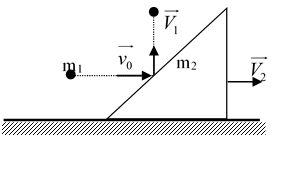 V₁
m₁ v₀ m₂
V₂